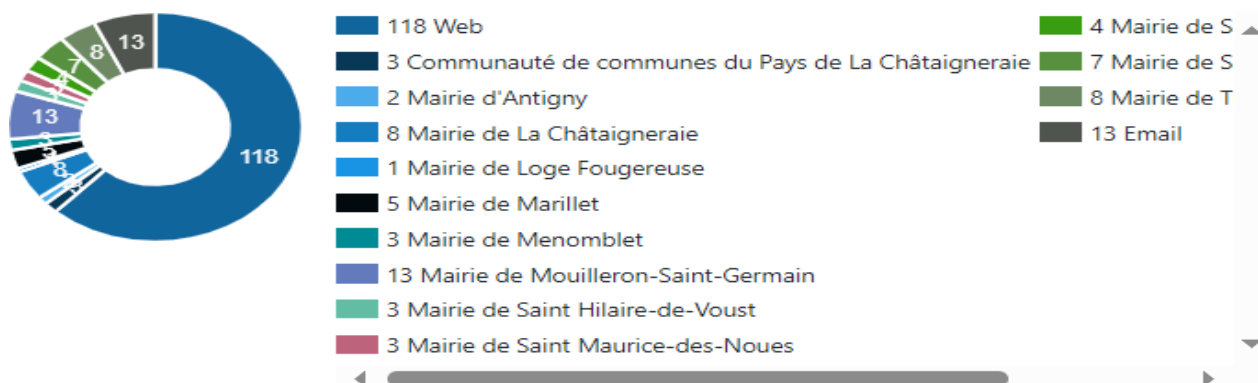 118 Web
3 Communauté de communes du Pays de La Châtaigneraie
2 Mairie d'Antigny
8 Mairie de La Châtaigneraie
1 Mairie de Loge Fougereuse
5 Mairie de Marillet
3 Mairie de Menomblet
13 Mairie de Mouilleron-Saint-Germain
3 Mairie de Saint Hilaire-de-Voust
3 Mairie de Saint Maurice-des-Noues
4 Mairie de S
7 Mairie de S
8 Mairie de T
13 Email
13
8
7
13
8
118